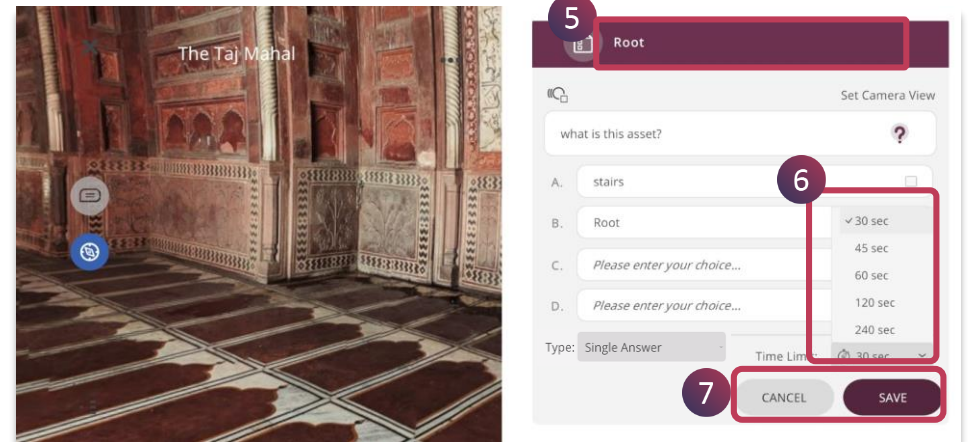 The Taj Mahal
5
Root
Set Camera View
what is this asset?
?
A. stairs
6
B. Root
✓ 30 sec
45 sec
C. Please enter your choice...
60 sec
D. Please enter your choice...
120 sec
240 sec
Type: Single Answer
Time Limit: 30 sec
7
CANCEL SAVE